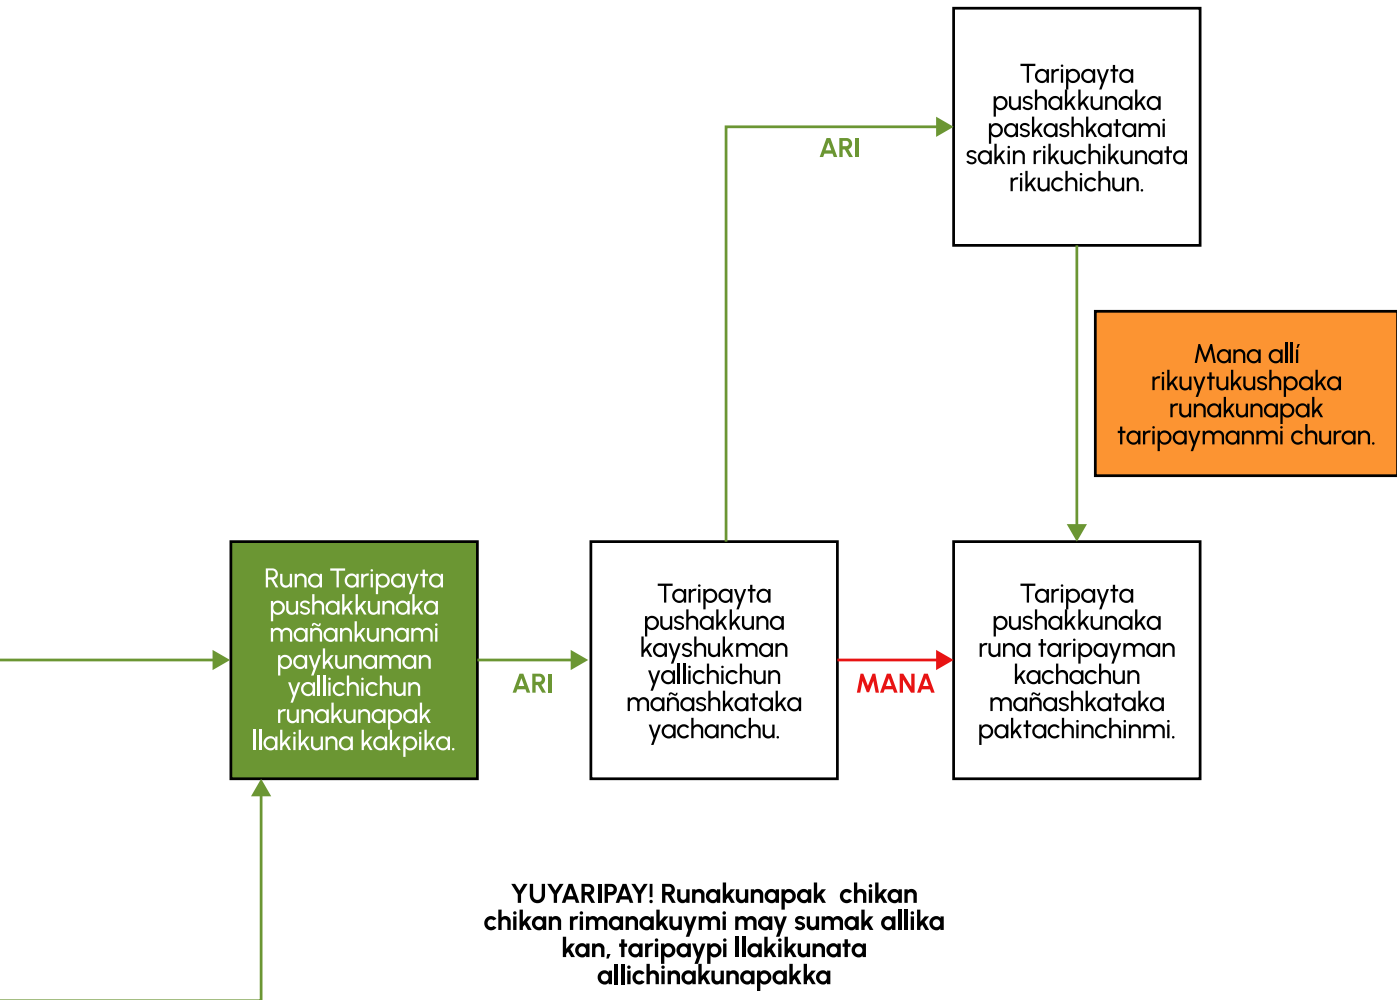 Taripayta
pushakkunaka
paskashkatami
sakin rikuchikunata
rikuchichun.
ARI
Mana allí
rikuytukushpaka
runakunapak
taripaymanmi churan.
Runa Taripayta
pushakkunaka
mañankunami
paykunaman
yallichichun
runakunapak
llakikuna kakpika.
ARI
Taripayta
pushakkuna
kayshukman
yallichichun
mañashkataka
yachanchu.
MANA
Taripayta
pushakkunaka
runa taripayman
kachachun
mañashkataka
paktachinchinmi.
YUYARIPAY! Runakunapak chikan
chikan rimanakuymi may sumak allika
kan, taripaypi llakikunata
allichinakunapakka